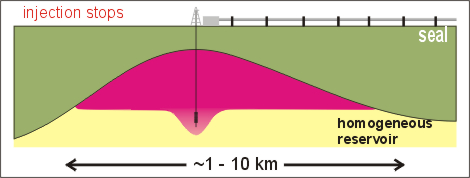 injection stops
seal
homogeneous
reservoir
~1 - 10 km